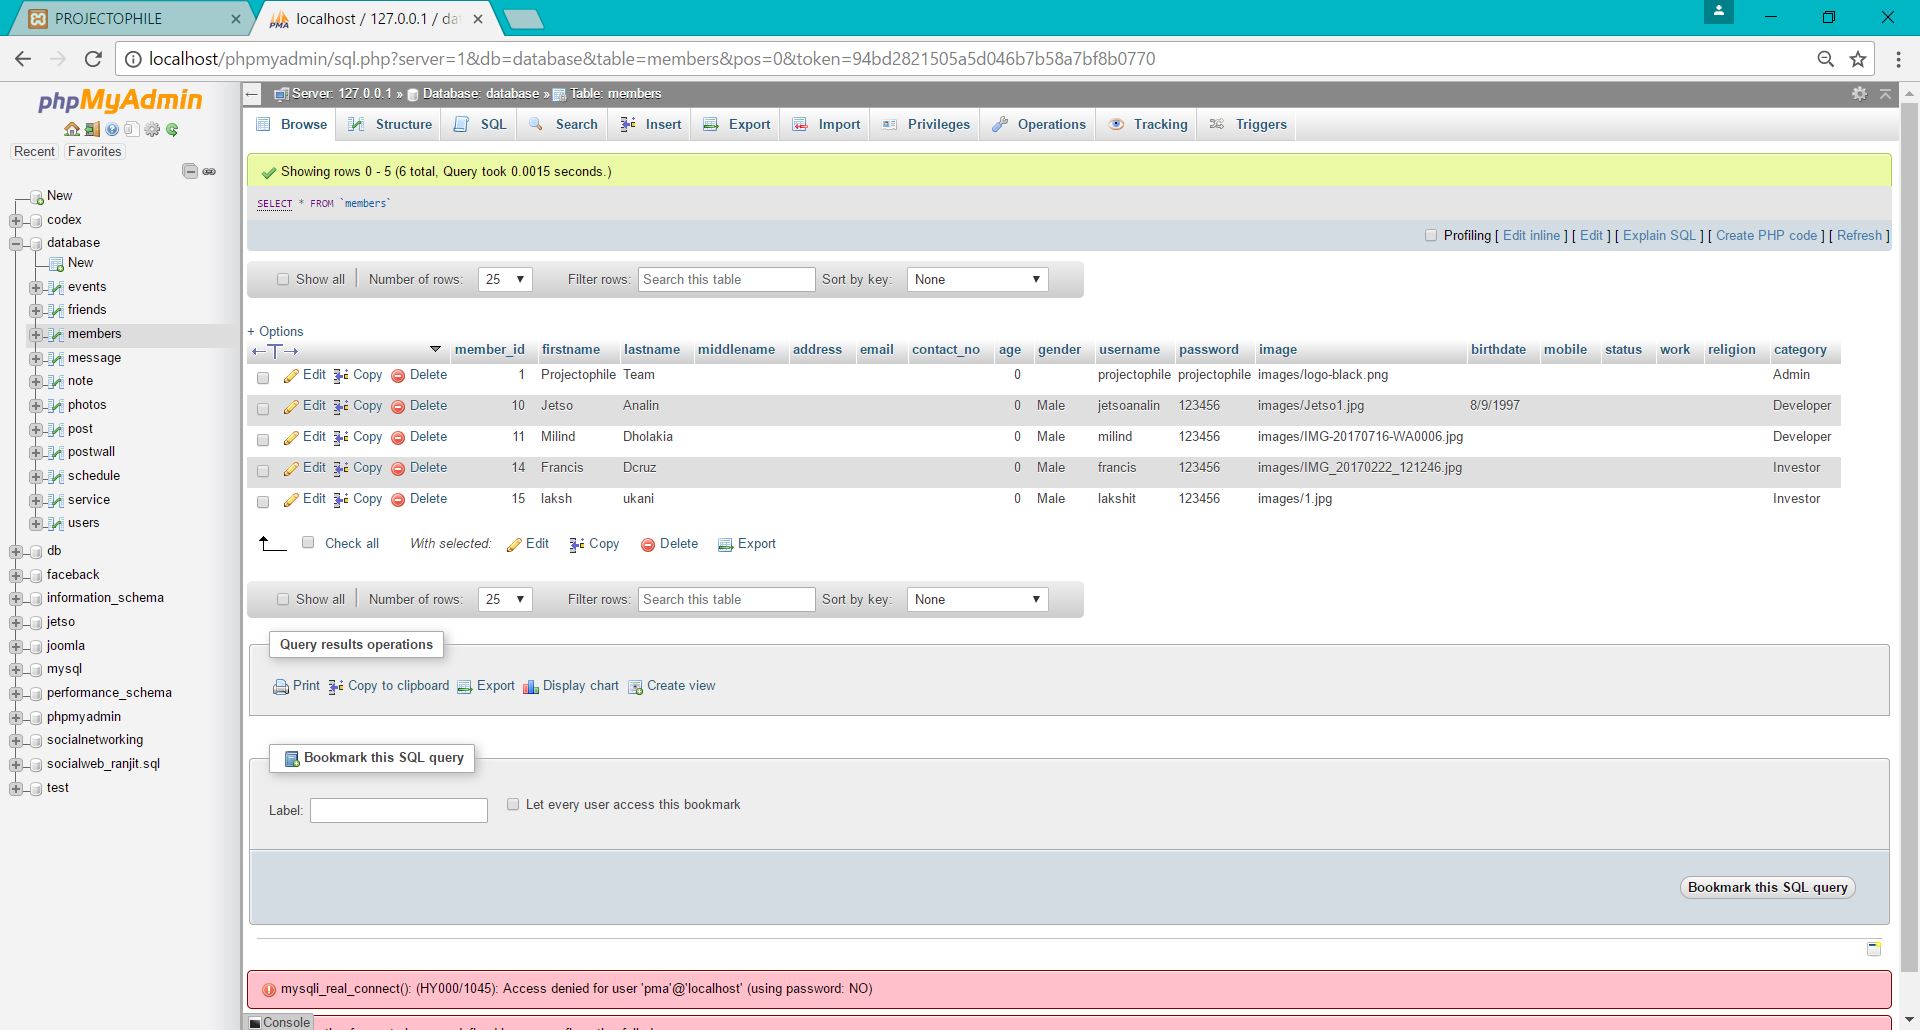 PROJECTOPHILE
localhost / 127.0.0.1 / da
localhost/phpmyadmin/sql.php?server=1&db=database&table=members&pos=0&token=94bd2821505a5d046b7b58a7bf8b0770
phpMyAdmin
Recent Favorites
New
codex
database
New
events
friends
members
message
note
photos
post
postwall
schedule
service
users
db
faceback
information_schema
jetso
joomla
mysql
performance_schema
phpmyadmin
socialnetworking
socialweb_ranjit.sql
test
Server: 127.0.0.1 » Database: database » Table: members
Browse Structure SQL Search Insert Export Import Privileges Operations Tracking Triggers
Showing rows 0 - 5 (6 total, Query took 0.0015 seconds.)
SELECT * FROM `members`
Profiling [ Edit inline ] [ Edit ] [ Explain SQL ] [ Create PHP code ] [ Refresh ]
Show all Number of rows: 25 Filter rows: Search this table Sort by key: None
+ Options
member_id firstname lastname middlename address email contact_no age gender username password image birthdate mobile status work religion category
Edit Copy Delete 1 Projectophile Team 0 projectophile projectophile images/logo-black.png Admin
Edit Copy Delete 10 Jetso Analin 0 Male jetsoanalin 123456 images/Jetso1.jpg 8/9/1997 Developer
Edit Copy Delete 11 Milind Dholakia 0 Male milind 123456 images/IMG-20170716-WA0006.jpg Developer
Edit Copy Delete 14 Francis Dcruz 0 Male francis 123456 images/IMG_20170222_121246.jpg Investor
Edit Copy Delete 15 laksh ukani 0 Male lakshit 123456 images/1.jpg Investor
Check all With selected: Edit Copy Delete Export
Show all Number of rows: 25 Filter rows: Search this table Sort by key: None
Query results operations
Print Copy to clipboard Export Display chart Create view
Bookmark this SQL query
Label: Let every user access this bookmark
Bookmark this SQL query
mysqli_real_connect(): (HY000/1045): Access denied for user 'pma'@'localhost' (using password: NO)
Console